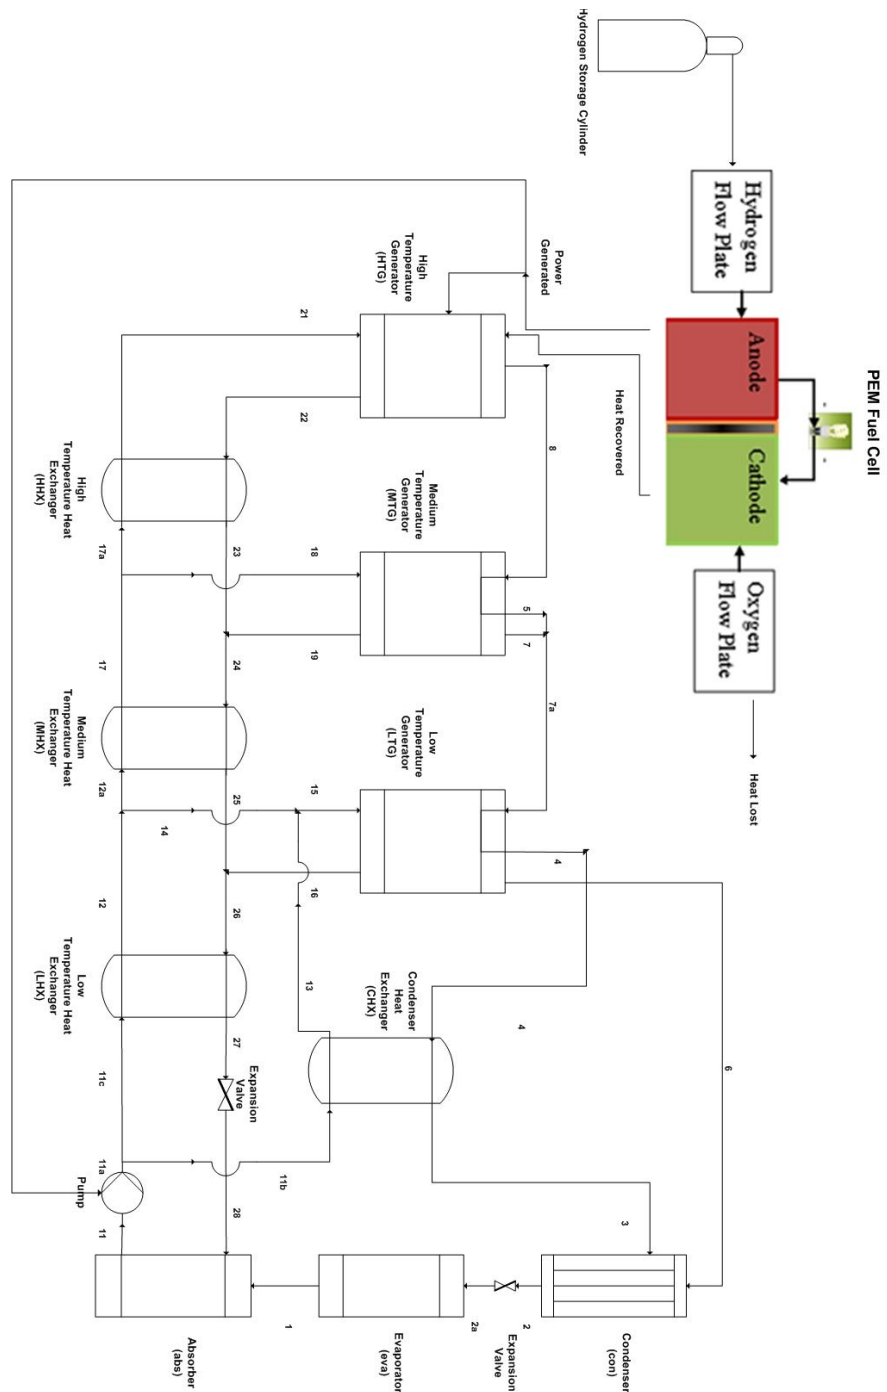 PEM Fuel Cell
Hydrogen Storage Cylinder
Hydrogen
Flow Plate
Anode
Cathode
Oxygen
Flow Plate
Heat Lost
Power
Generated
Heat Recovered
High
Temperature
Generator
(HTG)
8
Medium
Temperature
Generator
(MTG)
5
7
7a
Low
Temperature
Generator
(LTG)
4
6
21
22
18
19
15
16
13
Condenser
Heat
Exchanger
(CHX)
4
3
High
Temperature Heat
Exchanger
(HHX)
17a
23
17
24
Medium
Temperature Heat
Exchanger
(MHX)
12a
25
14
12
26
Low
Temperature Heat
Exchanger
(LHX)
27
11c
Expansion
Valve
11b
11a
Pump
11
28
Absorber
(abs)
1
Evaporator
(eva)
2a
Expansion
Valve
2
Condenser
(con)